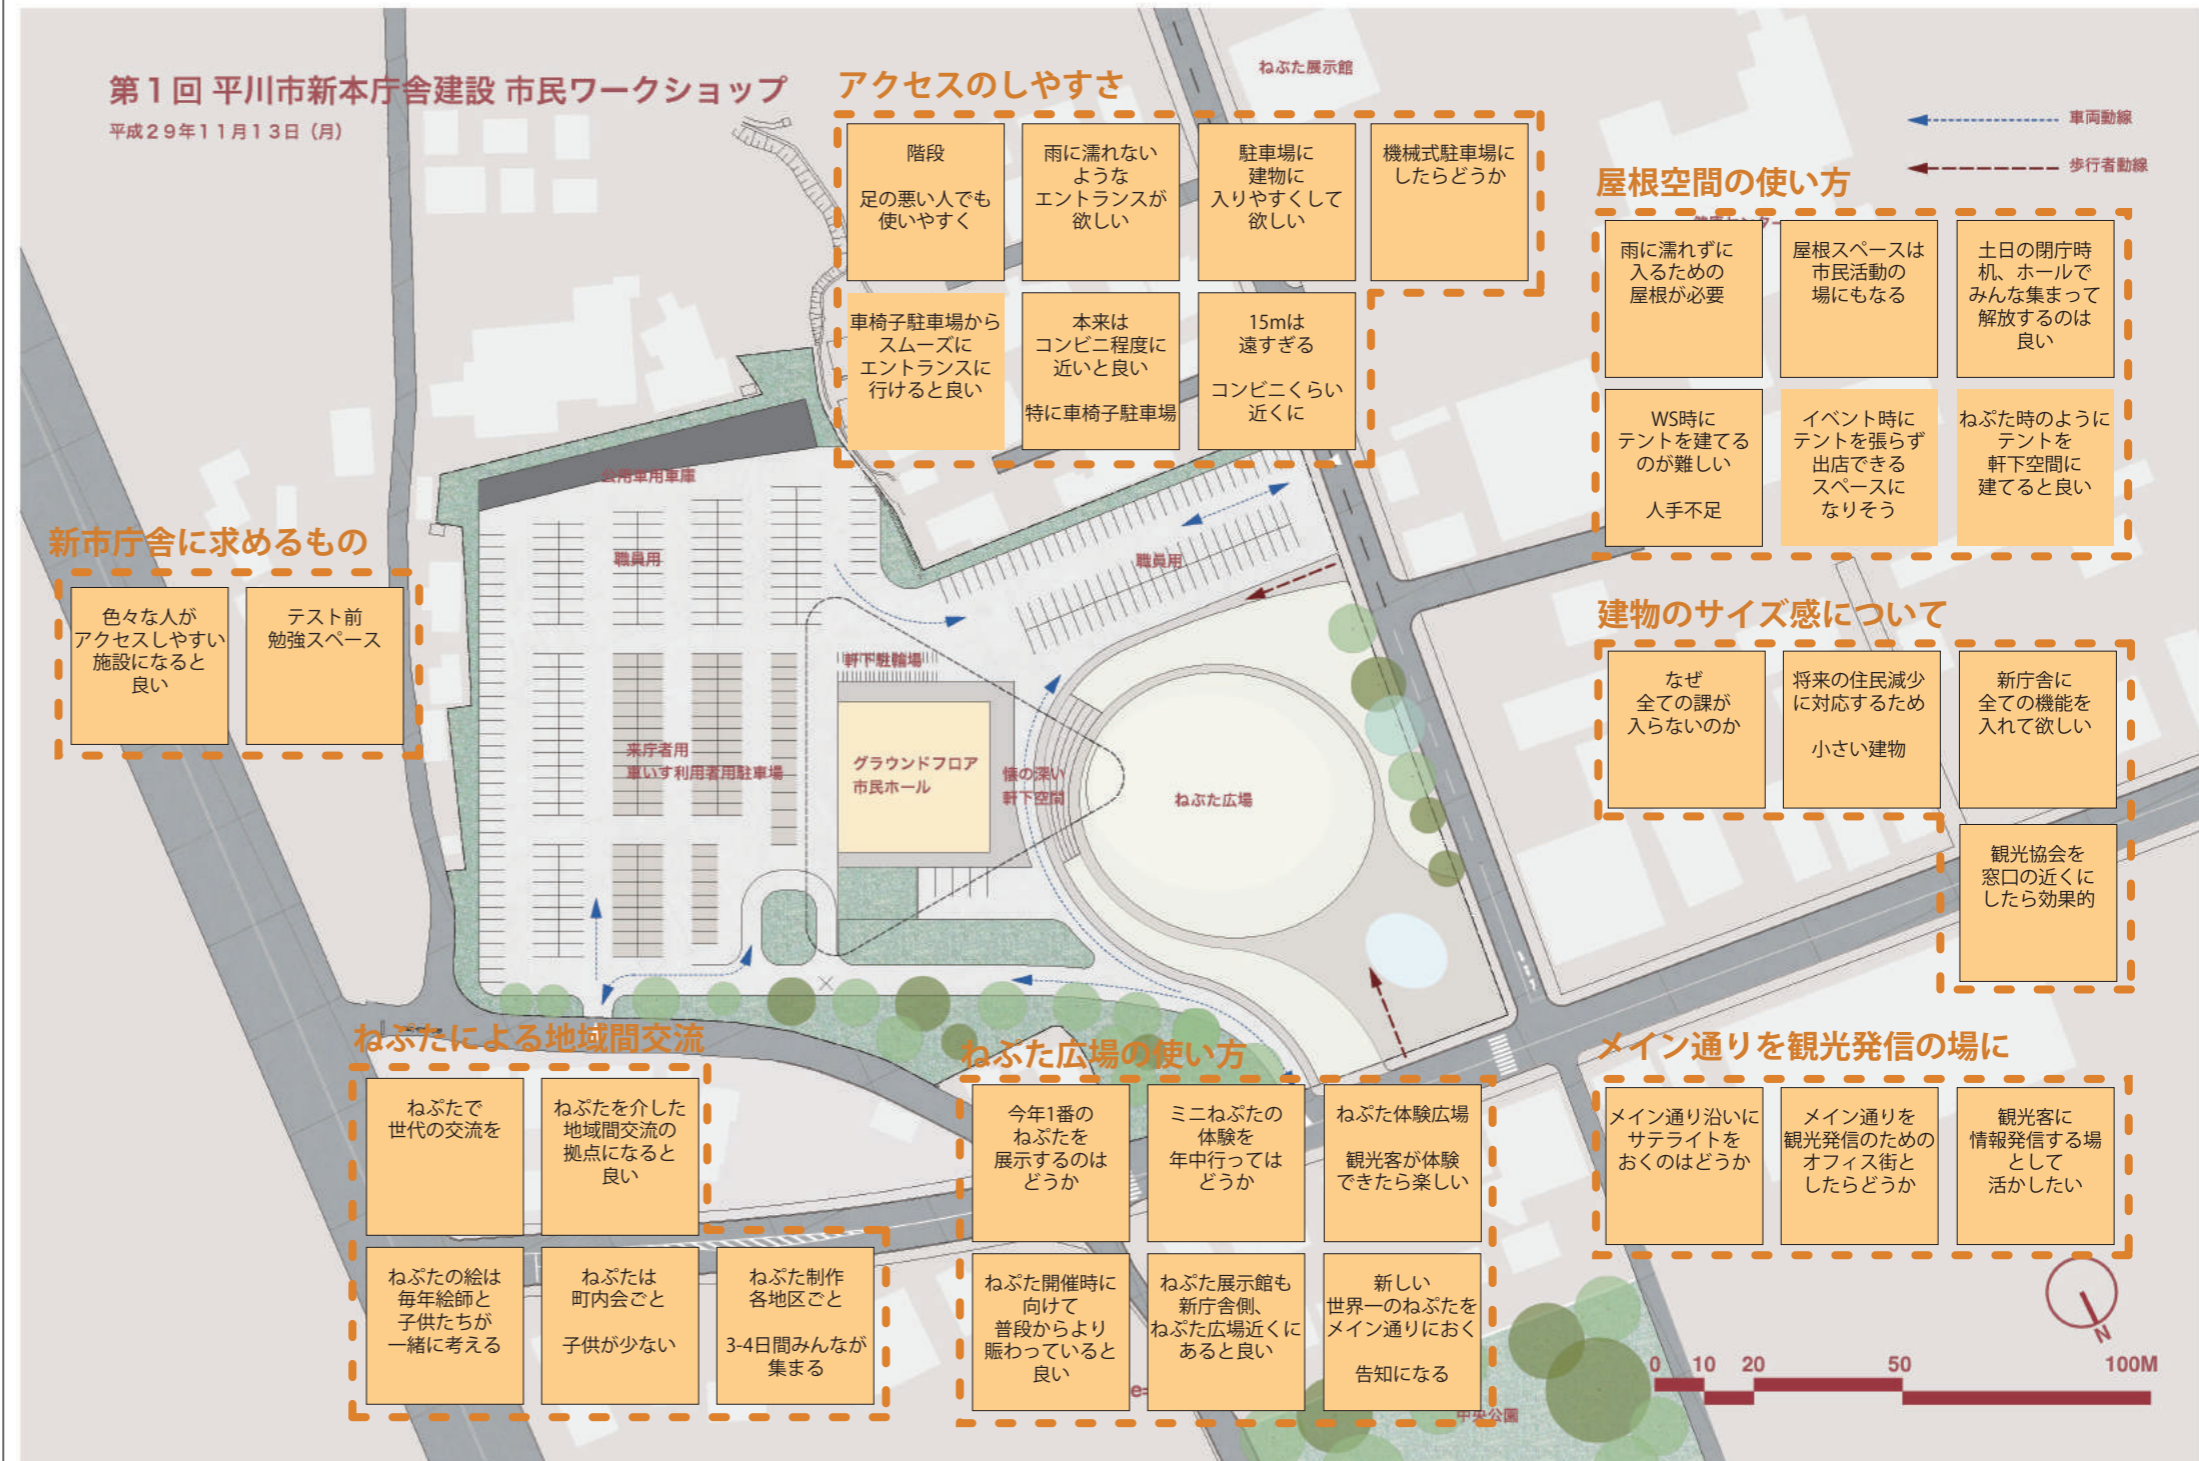 第1回 平川市新本庁舎建設 市民ワークショップ
平成29年11月13日（月）
ねぷた展示館
車両動線
歩行者動線
アクセスのしやすさ
階段
足の悪い人でも
使いやすく
雨に濡れない
ような
エントランスが
欲しい
駐車場に
建物に
入りやすくして
欲しい
機械式駐車場に
したらどうか
車椅子駐車場から
スムーズに
エントランスに
行けると良い
本来は
コンビニ程度に
近いと良い
特に車椅子駐車場
15mは
遠すぎる
コンビニくらい
近くに
屋根空間の使い方
雨に濡れずに
入るための
屋根が必要
屋根スペースは
市民活動の
場にもなる
土日の閉庁時
机、ホールで
みんな集まって
解放するのは
良い
WS時に
テントを建てる
のが難しい
人手不足
イベント時に
テントを張らず
出店できる
スペースに
なりそう
ねぷた時のように
テントを
軒下空間に
建てると良い
新市庁舎に求めるもの
色々な人が
アクセスしやすい
施設になると
良い
テスト前
勉強スペース
公用車用車庫
職員用
職員用
軒下駐輪場
来庁者用
車いす利用者用駐車場
グラウンドフロア
市民ホール
懐の深い
軒下空間
ねぷた広場
建物のサイズ感について
なぜ
全ての課が
入らないのか
将来の住民減少
に対応するため
小さい建物
新庁舎に
全ての機能を
入れて欲しい
観光協会を
窓口の近くに
したら効果的
ねぷたによる地域間交流
ねぷたで
世代の交流を
ねぷたを介した
地域間交流の
拠点になると
良い
ねぷたの絵は
毎年絵師と
子供たちが
一緒に考える
ねぷたは
町内会ごと
子供が少ない
ねぷた制作
各地区ごと
3-4日間みんなが
集まる
ねぷた広場の使い方
今年1番の
ねぷたを
展示するのは
どうか
ミニねぷたの
体験を
年中行っては
どうか
ねぷた体験広場
観光客が体験
できたら楽しい
ねぷた開催時に
向けて
普段からより
賑わっていると
良い
ねぷた展示館も
新庁舎側、
ねぷた広場近くに
あると良い
新しい
世界一のねぷたを
メイン通りにおく
告知になる
メイン通りを観光発信の場に
メイン通り沿いに
サテライトを
おくのはどうか
メイン通りを
観光発信のための
オフィス街と
したらどうか
観光客に
情報発信する場
として
活かしたい
N
0 10 20 50 100M
中央公園